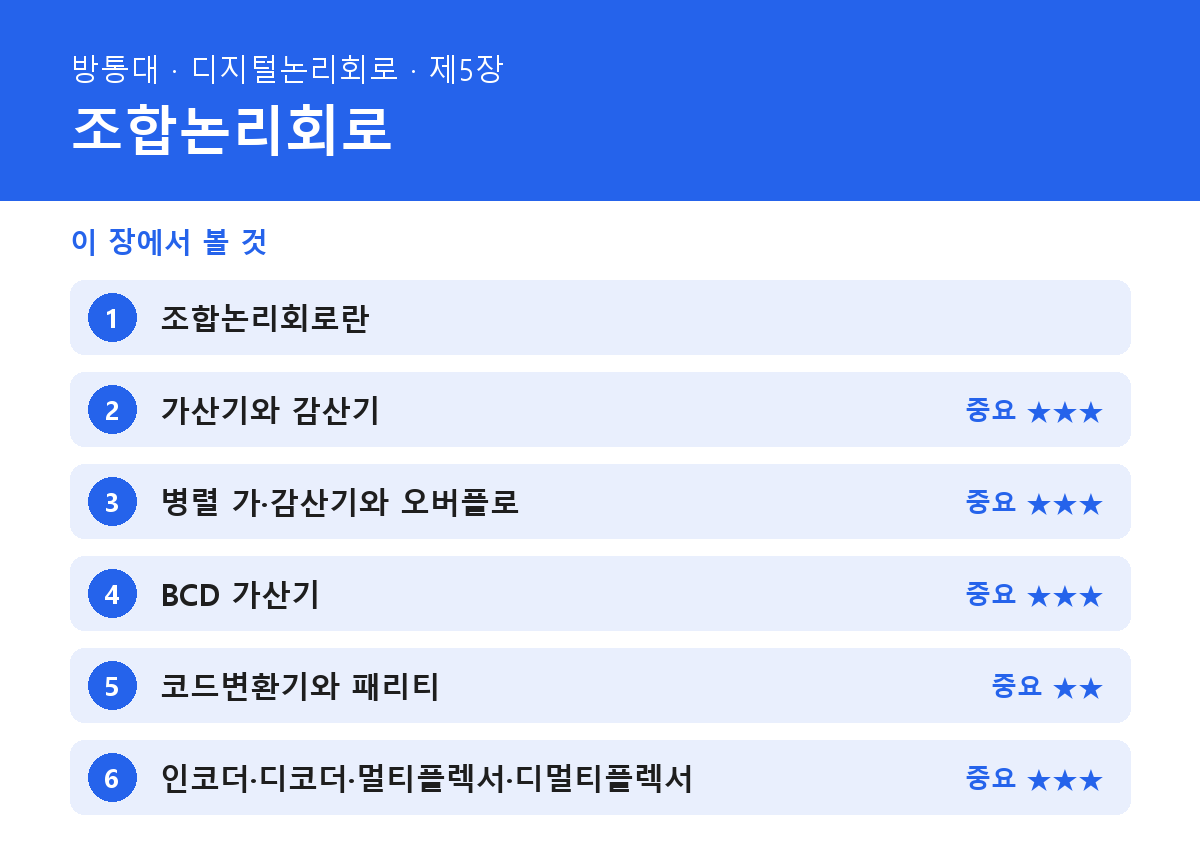 방통대 · 디지털논리회로 · 제5장
조합논리회로
이 장에서 볼 것
1 조합논리회로란
2 가산기와 감산기 중요 ★★★
3 병렬 가·감산기와 오버플로 중요 ★★★
4 BCD 가산기 중요 ★★★
5 코드변환기와 패리티 중요 ★★
6 인코더·디코더·멀티플렉서·디멀티플렉서 중요 ★★★